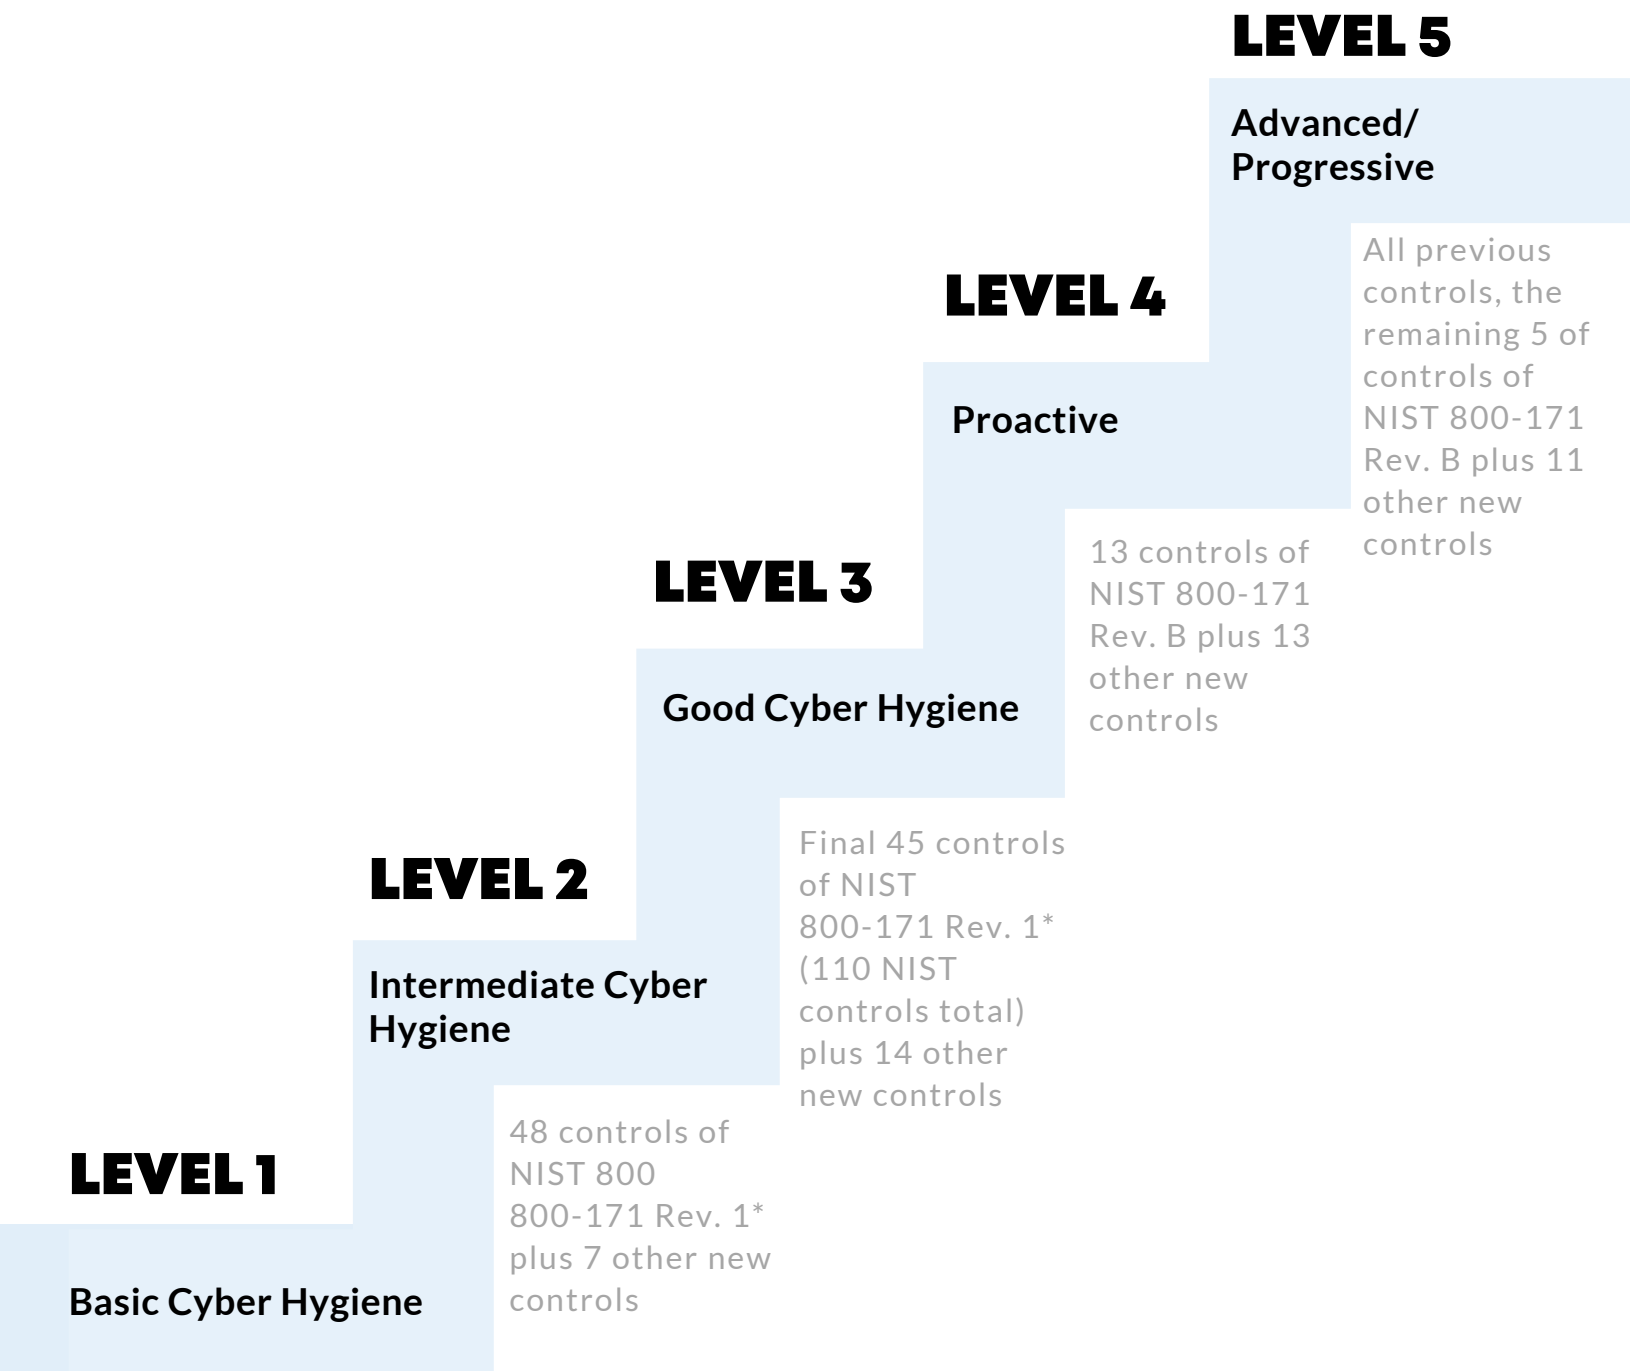 LEVEL 5
Advanced/
Progressive
All previous
controls, the
remaining 5 of
controls of
NIST 800-171
Rev. B plus 11
other new
controls
LEVEL 4
Proactive
13 controls of
NIST 800-171
Rev. B plus 13
other new
controls
LEVEL 3
Good Cyber Hygiene
Final 45 controls
of NIST
800-171 Rev. 1*
(110 NIST
controls total)
plus 14 other
new controls
LEVEL 2
Intermediate Cyber
Hygiene
48 controls of
NIST 800
800-171 Rev. 1*
plus 7 other new
controls
LEVEL 1
Basic Cyber Hygiene